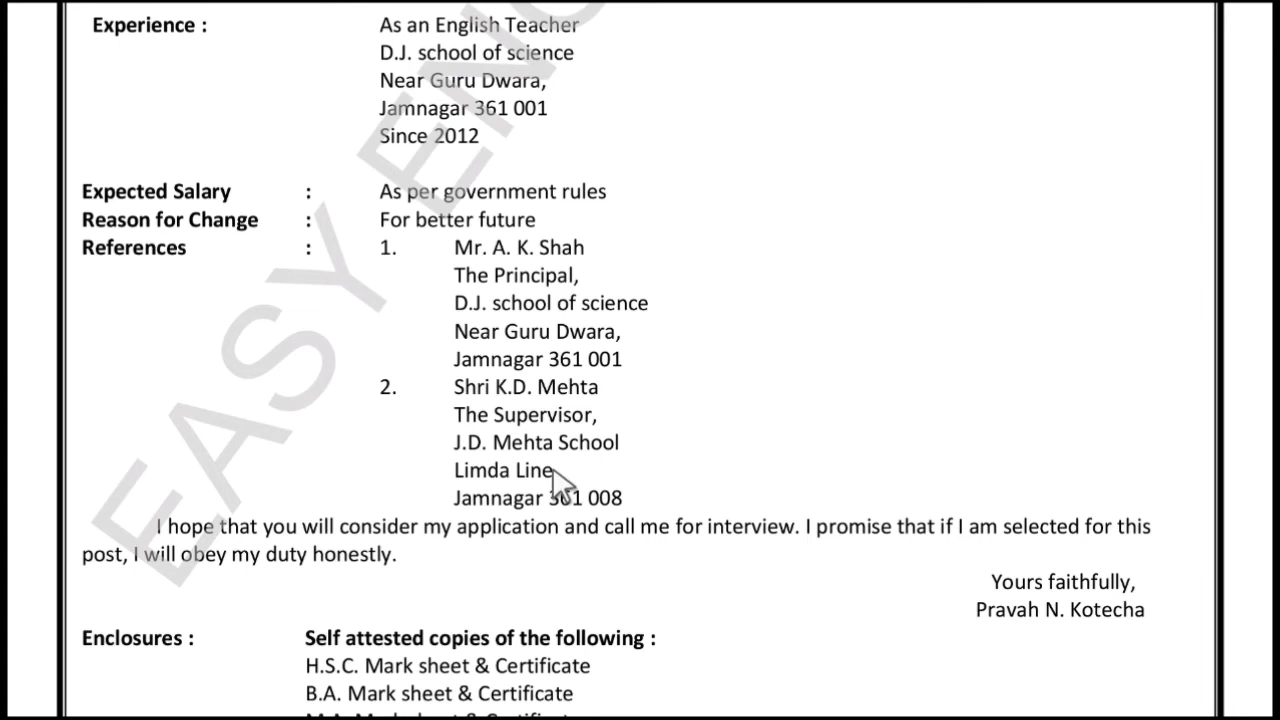 Experience : As an English Teacher
D.J. school of science
Near Guru Dwara,
Jamnagar 361 001
Since 2012
Expected Salary : As per government rules
Reason for Change : For better future
References : 1. Mr. A. K. Shah
The Principal,
D.J. school of science
Near Guru Dwara,
Jamnagar 361 001
2. Shri K.D. Mehta
The Supervisor,
J.D. Mehta School
Limda Line
Jamnagar 361 008
I hope that you will consider my application and call me for interview. I promise that if I am selected for this
post, I will obey my duty honestly.
Yours faithfully,
Pravah N. Kotecha
Enclosures : Self attested copies of the following :
H.S.C. Mark sheet & Certificate
B.A. Mark sheet & Certificate
EASY ENG